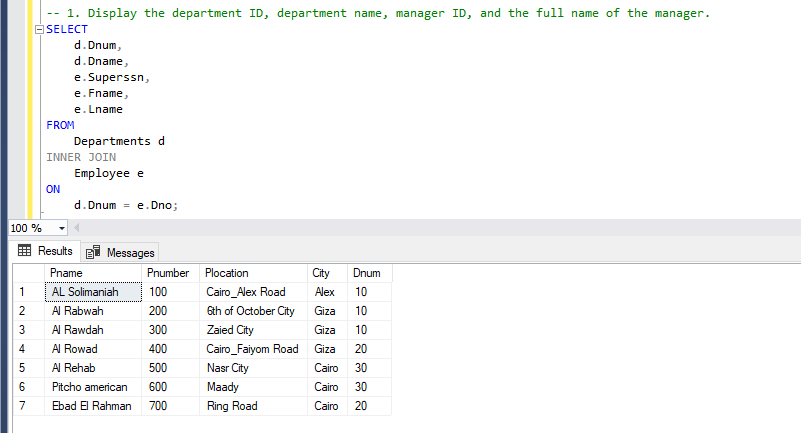 -- 1. Display the department ID, department name, manager ID, and the full name of the manager.
SELECT
d.Dnum,
d.Dname,
e.Superssn,
e.Fname,
e.Lname
FROM
Departments d
INNER JOIN
Employee e
ON
d.Dnum = e.Dno;
100 %
Results Messages
Pname Pnumber Plocation City Dnum
1 AL Solimaniah 100 Cairo_Alex Road Alex 10
2 Al Rabwah 200 6th of October City Giza 10
3 Al Rawdah 300 Zaied City Giza 10
4 Al Rowad 400 Cairo_Faiyom Road Giza 20
5 Al Rehab 500 Nasr City Cairo 30
6 Pitcho american 600 Maady Cairo 30
7 Ebad El Rahman 700 Ring Road Cairo 20